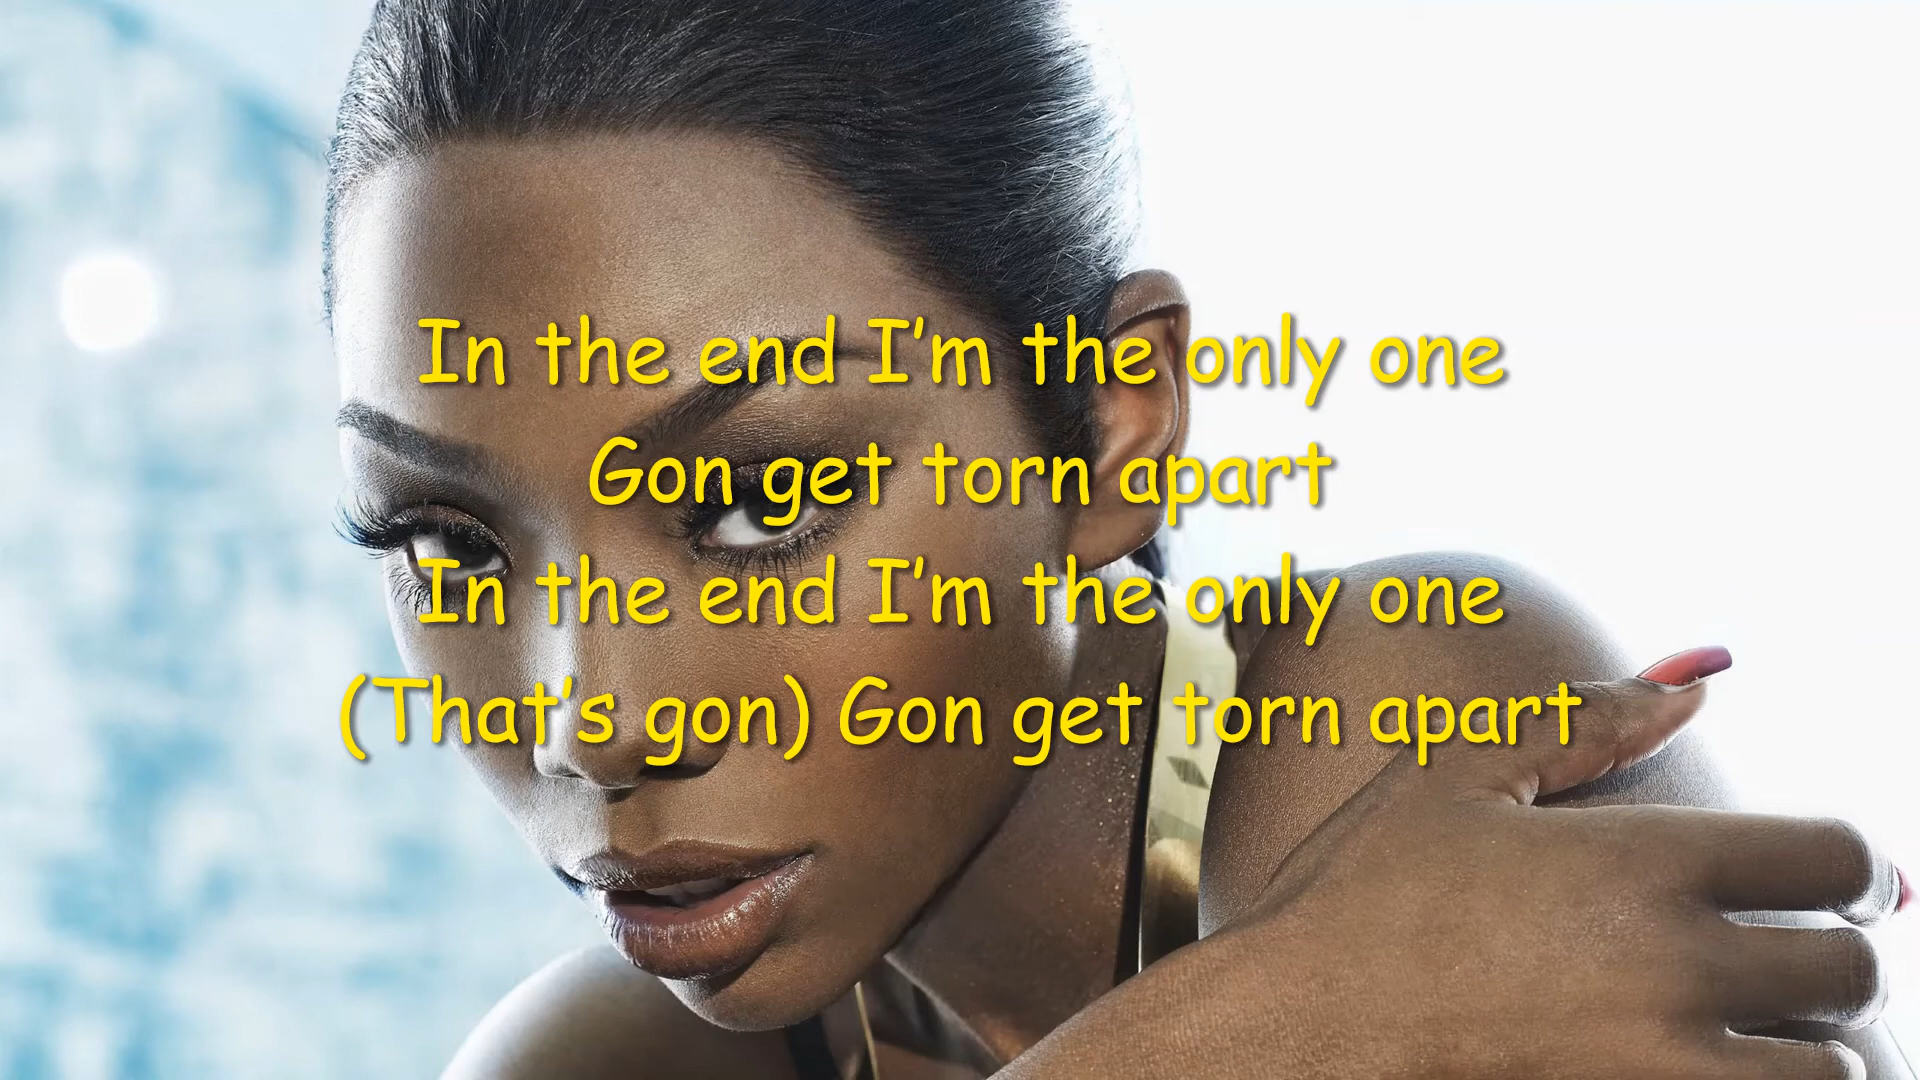 In the end I’m the only one
Gon get torn apart
In the end I’m the only one
(That’s gon) Gon get torn apart